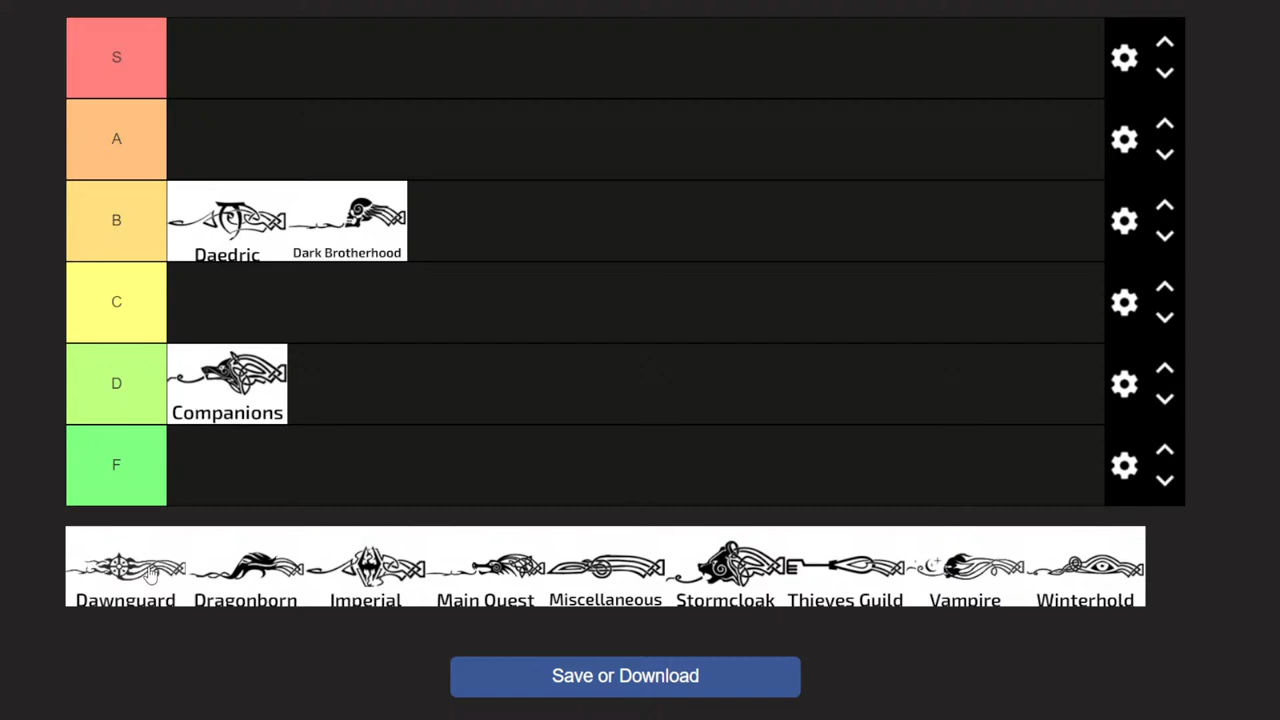 S
A
B
Daedric
Dark Brotherhood
C
D
Companions
F
Dawnguard Dragonborn Imperial Main Quest Miscellaneous Stormcloak Thieves Guild Vampire Winterhold
Save or Download